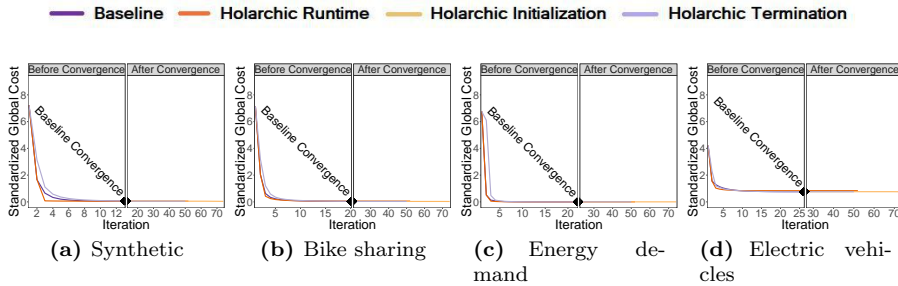 Baseline Holarchic Runtime Holarchic Initialization Holarchic Termination
Before Convergence After Convergence
Standardized Global Cost
8
6
4
2
0
Baseline Convergence
2 4 6 8 10 12 20 30 40 50 60 70
Iteration
(a) Synthetic
Before Convergence After Convergence
Standardized Global Cost
8
6
4
2
0
Baseline Convergence
5 10 15 20 30 40 50 60 70
Iteration
(b) Bike sharing
Before Convergence After Convergence
Standardized Global Cost
8
6
4
2
0
Baseline Convergence
5 10 15 20 30 40 50 60 70
Iteration
(c) Energy de-
mand
Before Convergence After Convergence
Standardized Global Cost
8
6
4
2
0
Baseline Convergence
5 10 15 20 25 30 40 50 60 70
Iteration
(d) Electric vehi-
cles